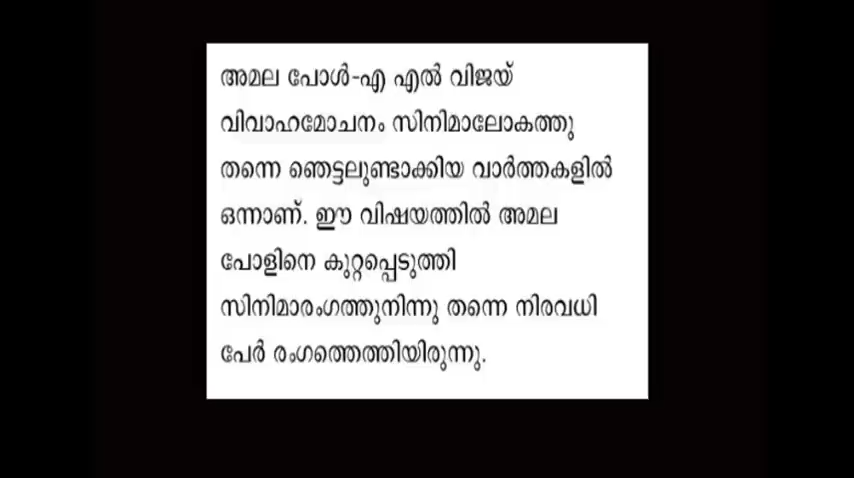 അമല പോൾ-എ എൽ വിജയ്
വിവാഹമോചനം സിനിമാലോകത്തു
തന്നെ ഞെട്ടലുണ്ടാക്കിയ വാർത്തകളിൽ
ഒന്നാണ്. ഈ വിഷയത്തിൽ അമല
പോളിനെ കുറ്റപ്പെടുത്തി
സിനിമാരംഗത്തുനിന്നു തന്നെ നിരവധി
പേർ രംഗത്തെത്തിയിരുന്നു.